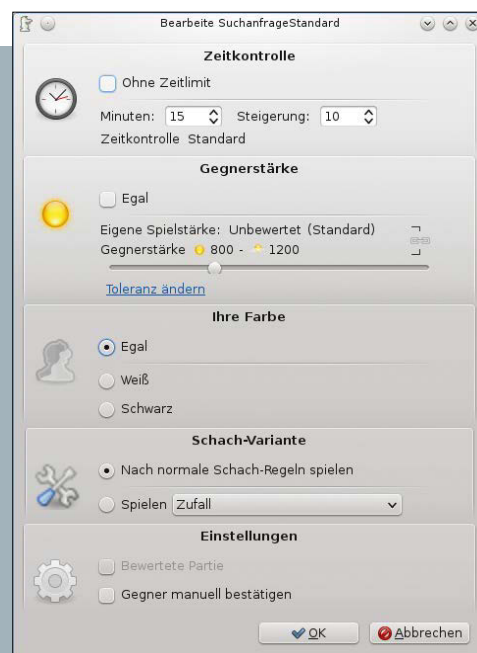 Bearbeite SuchanfrageStandard
Zeitkontrolle
Ohne Zeitlimit
Minuten: 15 Steigerung: 10
Zeitkontrolle Standard
Gegnerstärke
Egal
Eigene Spielstärke: Unbewertet (Standard)
Gegnerstärke 800 - 1200
Toleranz ändern
Ihre Farbe
Egal
Weiß
Schwarz
Schach-Variante
Nach normale Schach-Regeln spielen
Spielen Zufall
Einstellungen
Bewertete Partie
Gegner manuell bestätigen
OK Abbrechen